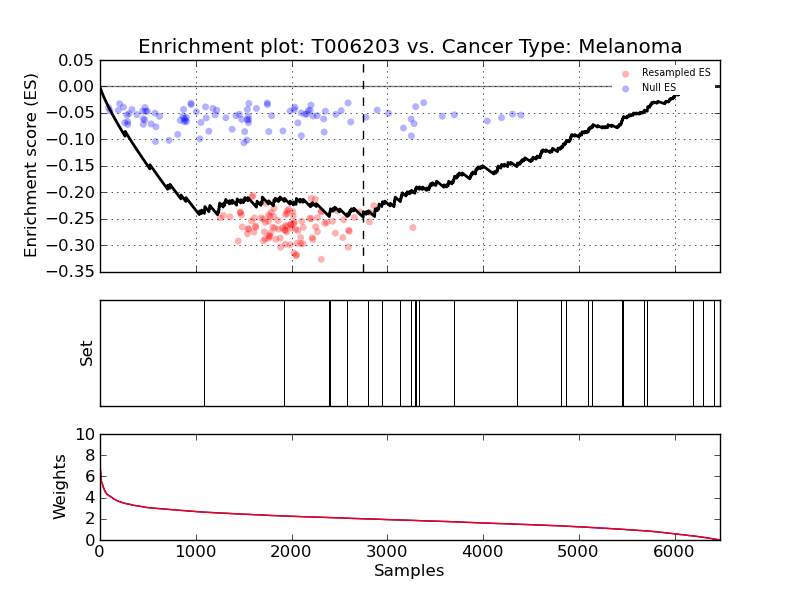 Enrichment plot: T006203 vs. Cancer Type: Melanoma
0.05
0.00
−0.05
−0.10
−0.15
−0.20
−0.25
−0.30
−0.35
Enrichment score (ES)
Resampled ES
Null ES
Set
10
8
6
4
2
0
Weights
0 1000 2000 3000 4000 5000 6000
Samples